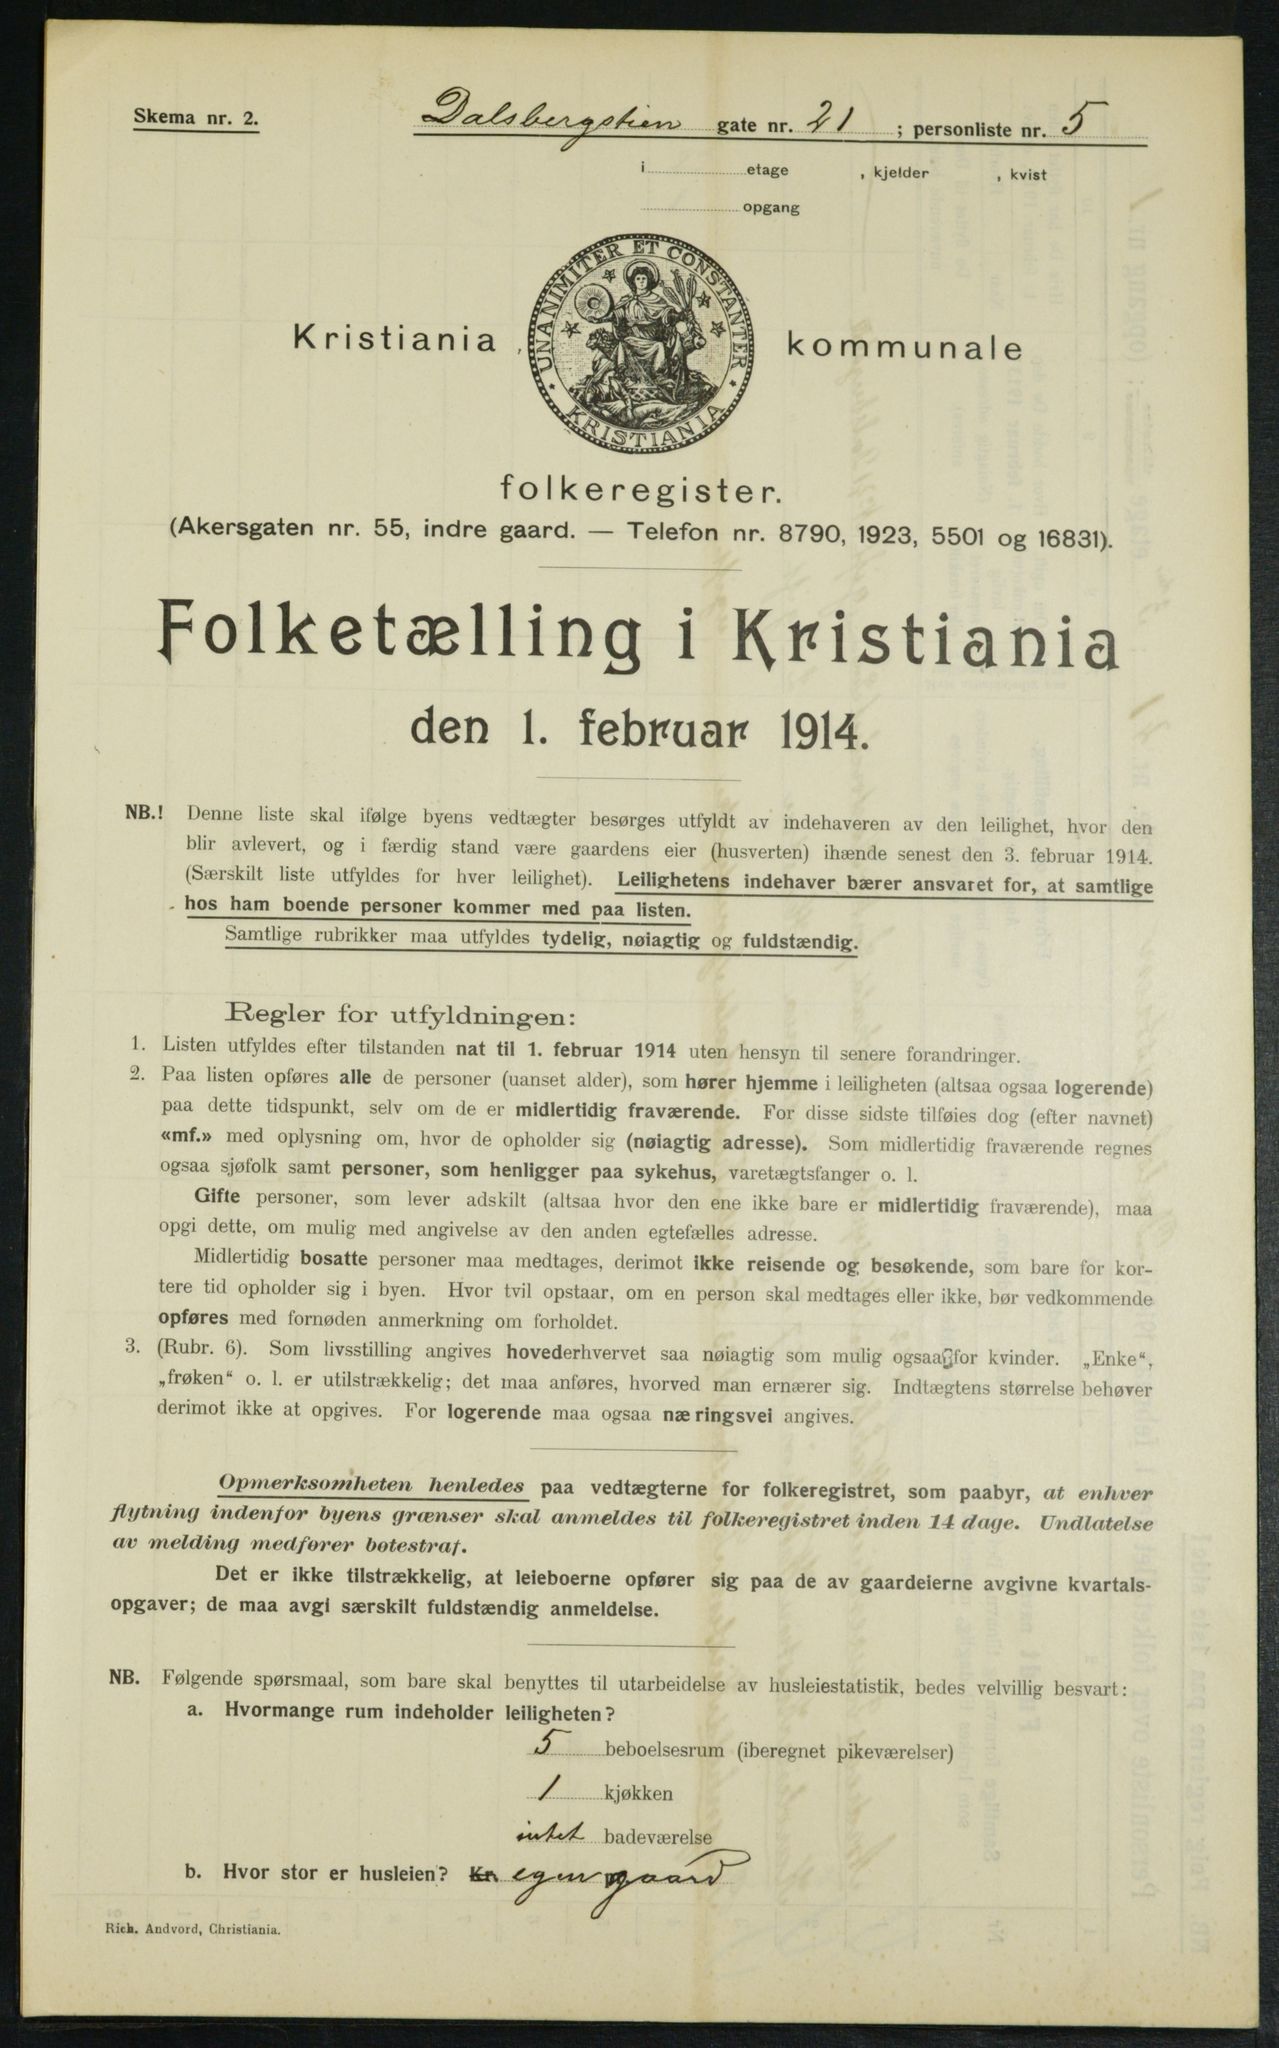 Skema nr. 2.
Dalsbergstien gate nr. 21 ; personliste nr. 5
i etage , kjelder , kvist
opgang
UNANIMITER ET CONSTANTER
KRISTIANIA
Kristiania kommunale
folkeregister.
(Akersgaten nr. 55, indre gaard. — Telefon nr. 8790, 1923, 5501 og 16831).
Folketælling i Kristiania
den 1. februar 1914.
NB.! Denne liste skal ifølge byens vedtægter besørges utfyldt av indehaveren av den leilighet, hvor den
blir avlevert, og i færdig stand være gaardens eier (husverten) ihænde senest den 3. februar 1914.
(Særskilt liste utfyldes for hver leilighet). Leilighetens indehaver bærer ansvaret for, at samtlige
hos ham boende personer kommer med paa listen.
Samtlige rubrikker maa utfyldes tydelig, nøiagtig og fuldstændig.
Regler for utfyldningen:
1. Listen utfyldes efter tilstanden nat til 1. februar 1914 uten hensyn til senere forandringer.
2. Paa listen opføres alle de personer (uanset alder), som hører hjemme i leiligheten (altsaa ogsaa logerende)
paa dette tidspunkt, selv om de er midlertidig fraværende. For disse sidste tilføies dog (efter navnet)
«mf.» med oplysning om, hvor de opholder sig (nøiagtig adresse). Som midlertidig fraværende regnes
ogsaa sjøfolk samt personer, som henligger paa sykehus, varetægtsfanger o. l.
Gifte personer, som lever adskilt (altsaa hvor den ene ikke bare er midlertidig fraværende), maa
opgi dette, om mulig med angivelse av den anden egtefælles adresse.
Midlertidig bosatte personer maa medtages, derimot ikke reisende og besøkende, som bare for kor-
tere tid opholder sig i byen. Hvor tvil opstaar, om en person skal medtages eller ikke, bør vedkommende
opføres med fornøden anmerkning om forholdet.
3. (Rubr. 6). Som livsstilling angives hovederhvervet saa nøiagtig som mulig ogsaa for kvinder. „Enke“,
„frøken“ o. l. er utilstrækkelig; det maa anføres, hvorved man ernærer sig. Indtægtens størrelse behøver
derimot ikke at opgives. For logerende maa ogsaa næringsvei angives.
Opmerksomheten henledes paa vedtægterne for folkeregistret, som paabyr, at enhver
flytning indenfor byens grænser skal anmeldes til folkeregistret inden 14 dage. Undlatelse
av melding medfører bøtestraf.
Det er ikke tilstrækkelig, at leieboerne opfører sig paa de av gaardeierne avgivne kvartals-
opgaver; de maa avgi særskilt fuldstændig anmeldelse.
NB. Følgende spørsmaal, som bare skal benyttes til utarbeidelse av husleiestatistik, bedes velvillig besvart:
a. Hvormange rum indeholder leiligheten?
5 beboelsesrum (iberegnet pikeværelser)
1 kjøkken
intet badeværelse
b. Hvor stor er husleien? Kr. egen gaard
Rich. Andvord, Christiania.